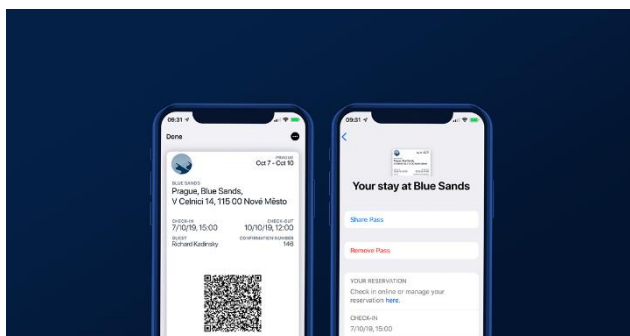 09:31
Done
PRAGUE
Oct 7 - Oct 10
BLUE SANDS
Prague, Blue Sands,
V Celnici 14, 115 00 Nové Město
CHECK-IN
CHECK-OUT
7/10/19, 15:00
10/10/19, 12:00
GUEST
CONFIRMATION NUMBER
Richard Kadinsky
146
09:31
Your stay at Blue Sands
Share Pass
Remove Pass
YOUR RESERVATION
Check in online or manage your
reservation here.
CHECK-IN
7/10/19, 15:00